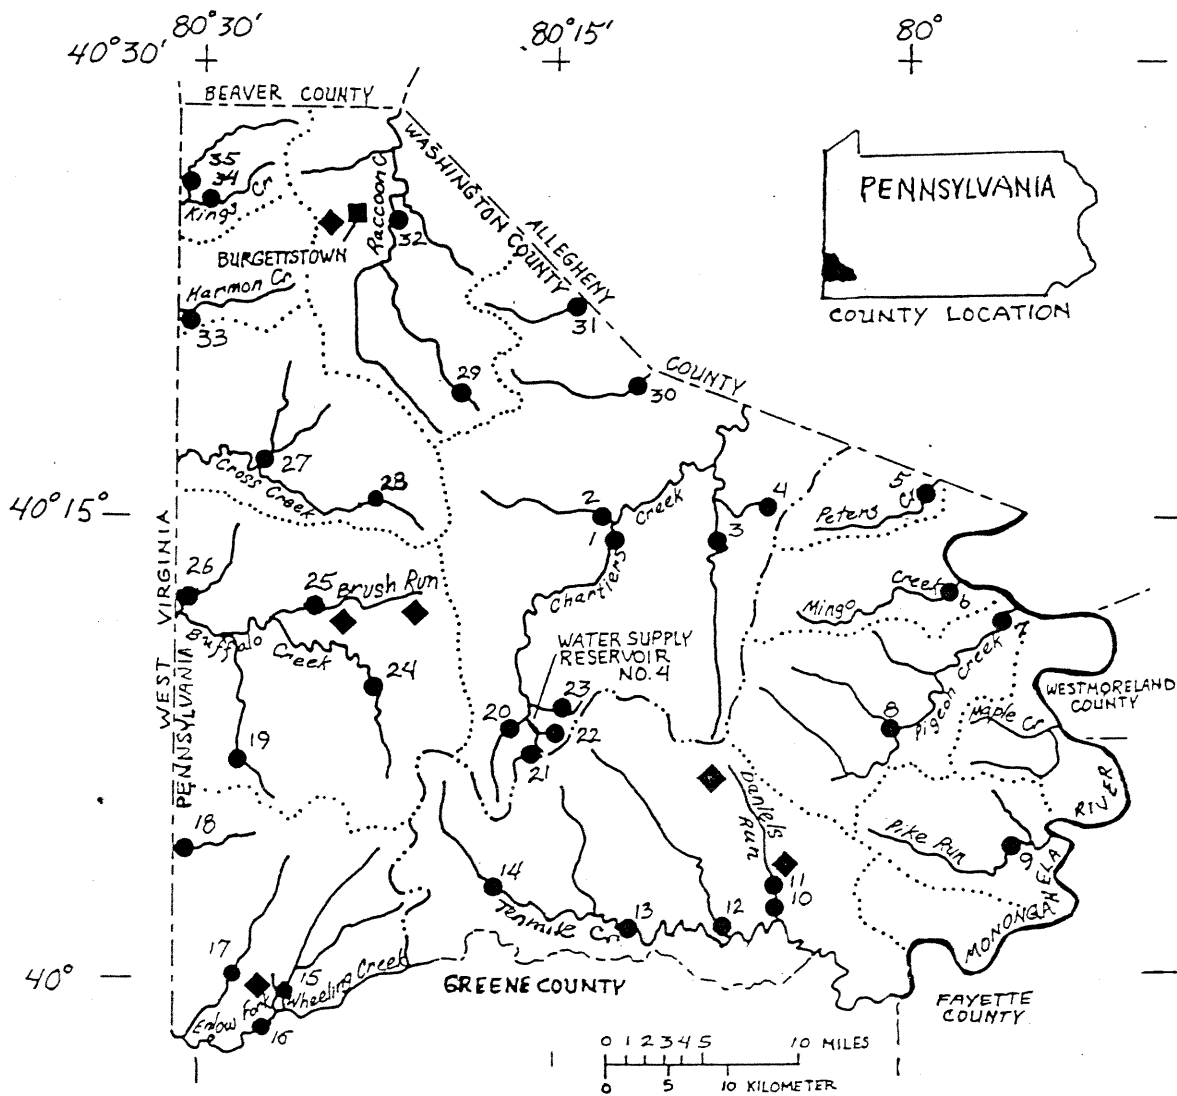 80°30'
80°15'
80°
40°30'
BEAVER COUNTY
WASHINGTON COUNTY
ALLEGHENY
COUNTY
PENNSYLVANIA
COUNTY LOCATION
35
34
Kings Cr
Raccoon C
32
BURGETTSTOWN
Harmon Cr
33
31
29
30
27
Cross Creek
28
2
Creek
4
5
Peters Cr
40°15'
1
3
Chartiers
26
25
Brush Run
Mingo Creek
6
7
Buffalo
Creek
24
WATER SUPPLY
RESERVOIR
NO. 4
WESTMORELAND
COUNTY
WEST VIRGINIA
PENNSYLVANIA
23
20
22
21
8
Pigeon Creek
Maple Cr
19
Daniels
Run
RIVER
18
Pike Run
9
14
11
10
Tenmile Cr
13
12
MONONGAHELA
17
15
40°
Enlow Fork
Wheeling Creek
16
GREENE COUNTY
FAYETTE
COUNTY
0 1 2 3 4 5 10 MILES
0 5 10 KILOMETER